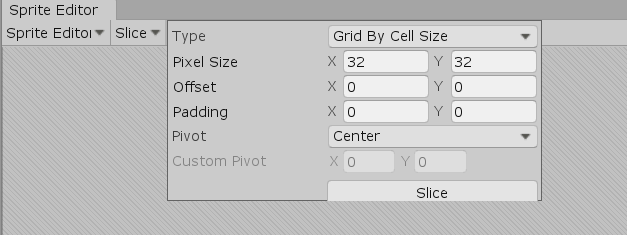 Sprite Editor
Sprite Editor Slice
Type Grid By Cell Size
Pixel Size X 32 Y 32
Offset X 0 Y 0
Padding X 0 Y 0
Pivot Center
Custom Pivot X 0 Y 0
Slice